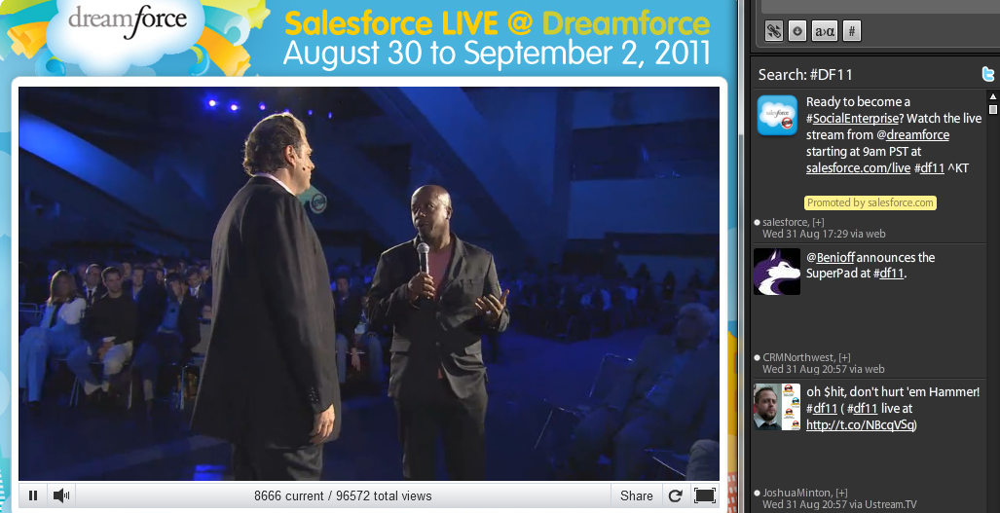 dreamforce
Salesforce LIVE @ Dreamforce
August 30 to September 2, 2011
8666 current / 96572 total views
Share
a›α
#
Search: #DF11
salesforce
Ready to become a
#SocialEnterprise? Watch the live
stream from @dreamforce
starting at 9am PST at
salesforce.com/live #df11 ^KT
Promoted by salesforce.com
salesforce, [+]
Wed 31 Aug 17:29 via web
@Benioff announces the
SuperPad at #df11.
CRMNorthwest, [+]
Wed 31 Aug 20:57 via web
oh $hit, don't hurt 'em Hammer!
#df11 ( #df11 live at
http://t.co/NBcqVSq)
JoshuaMinton, [+]
Wed 31 Aug 20:57 via Ustream.TV